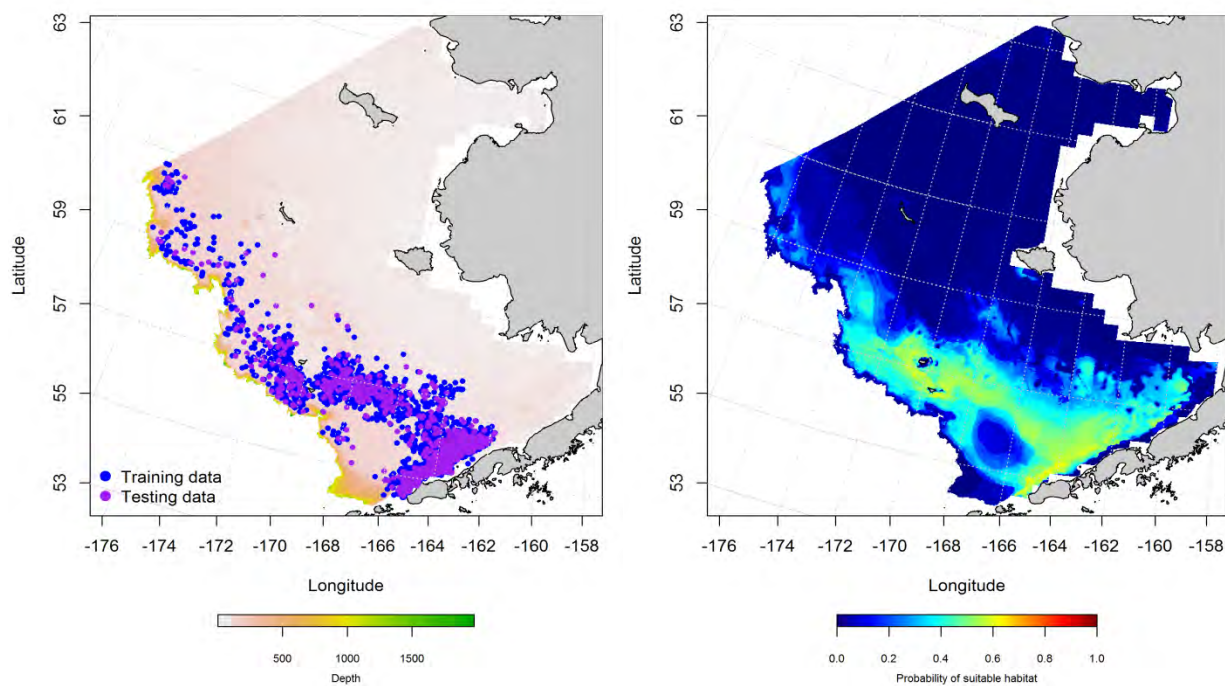 63
61
59
57
55
53
Latitude
Training data
Testing data
-176 -174 -172 -170 -168 -166 -164 -162 -160 -158
Longitude
500 1000 1500
Depth
63
61
59
57
55
53
Latitude
-176 -174 -172 -170 -168 -166 -164 -162 -160 -158
Longitude
0.0 0.2 0.4 0.6 0.8 1.0
Probability of suitable habitat